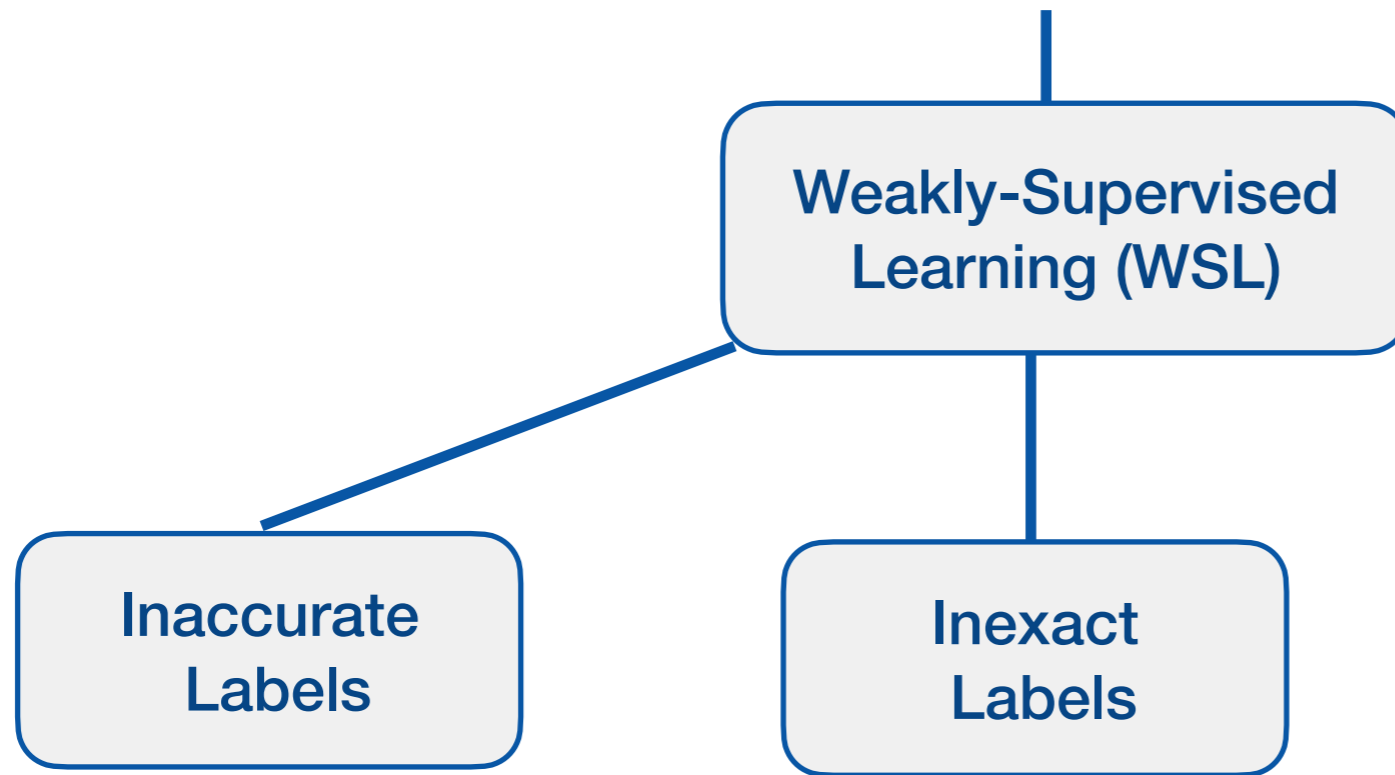 Weakly-Supervised
Learning (WSL)
Inaccurate
Labels
Inexact
Labels